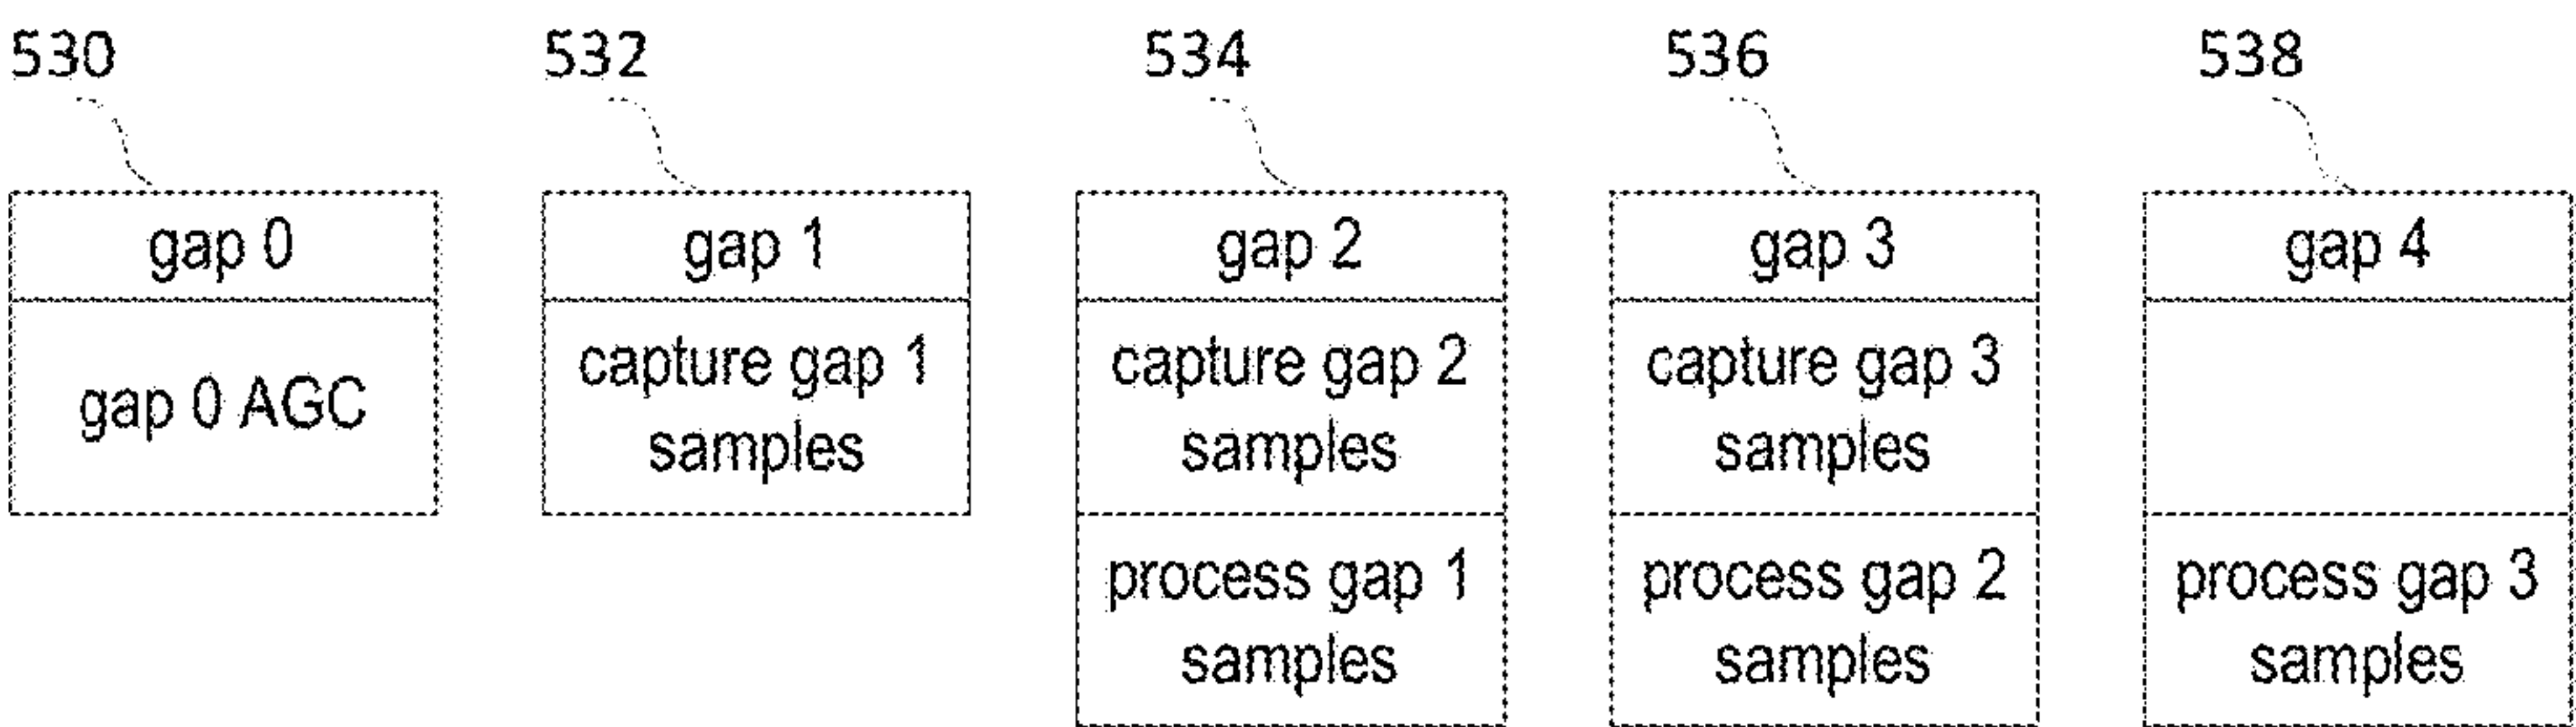 530
532
534
536
538
gap 0
gap 1
gap 2
gap 3
gap 4
gap 0 AGC
capture gap 1
samples
capture gap 2
samples
capture gap 3
samples
process gap 1
samples
process gap 2
samples
process gap 3
samples